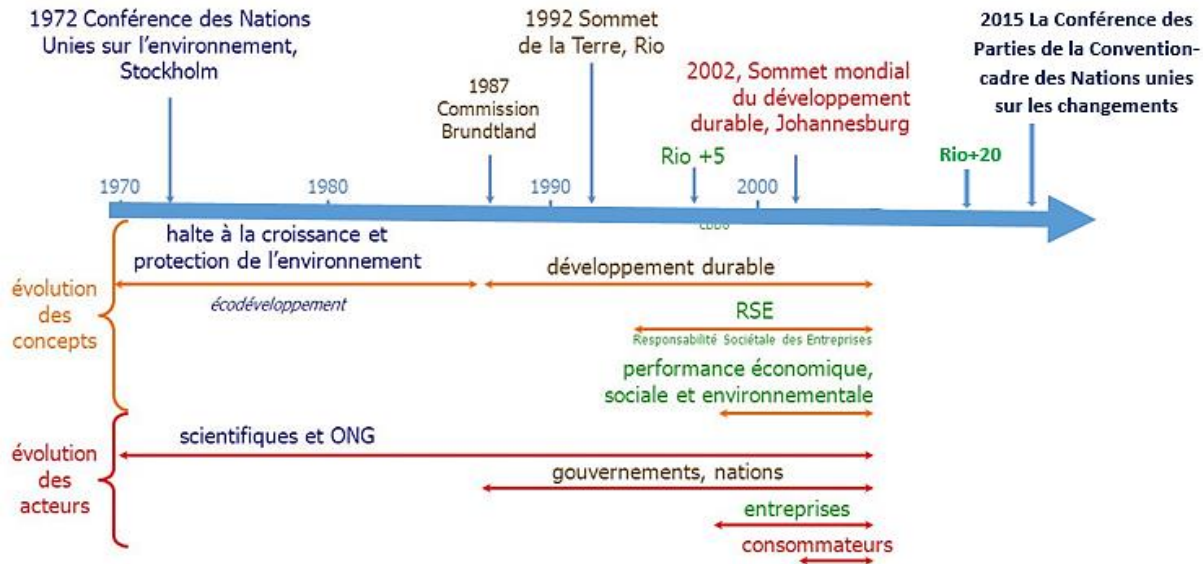 1972 Conférence des Nations
Unies sur l'environnement,
Stockholm
1987
Commission
Brundtland
1992 Sommet
de la Terre, Rio
2002, Sommet mondial
du développement
durable, Johannesburg
2015 La Conférence des
Parties de la Convention-
cadre des Nations unies
sur les changements
Rio +5
Rio+20
1970
1980
1990
2000
évolution
des
concepts
halte à la croissance et
protection de l'environnement
écodéveloppement
développement durable
RSE
Responsabilité Sociétale des Entreprises
performance économique,
sociale et environnementale
évolution
des
acteurs
scientifiques et ONG
gouvernements, nations
entreprises
consommateurs